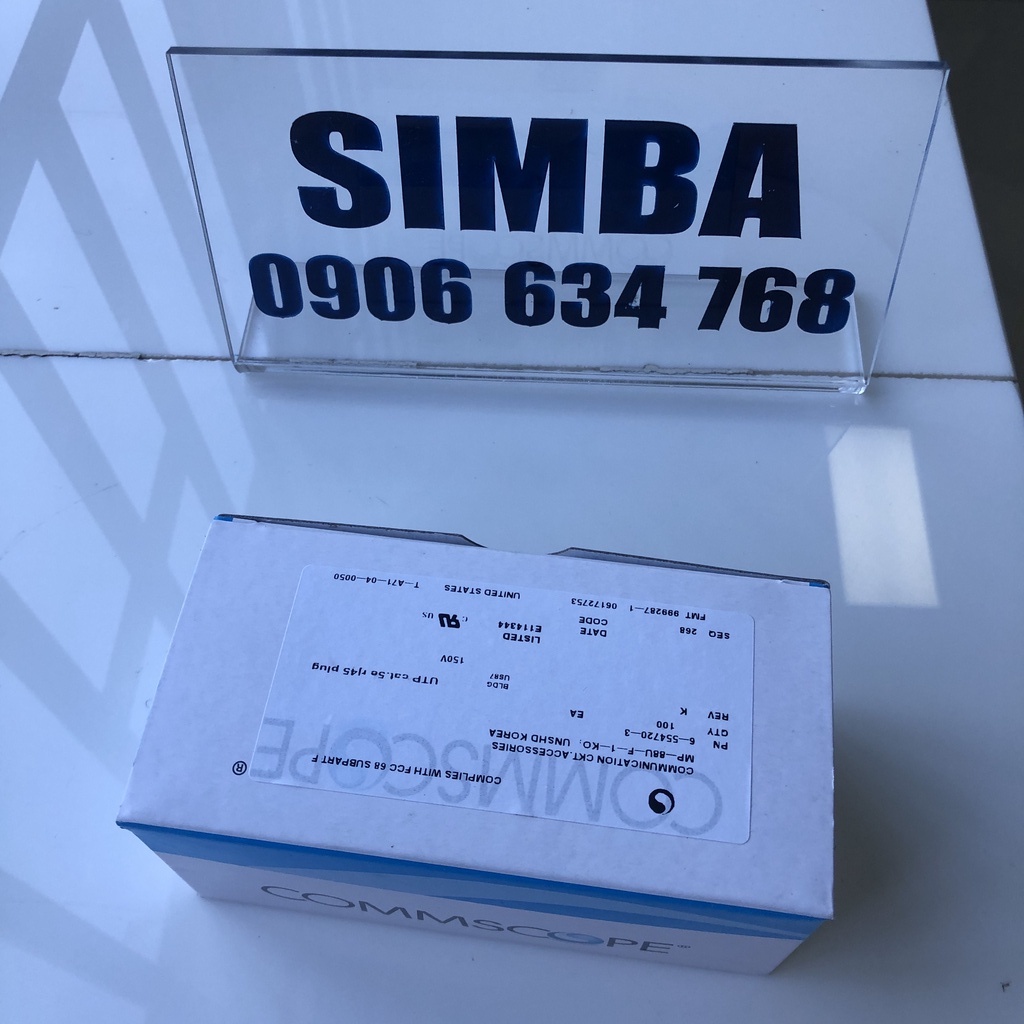 SIMBA
0906 634 768
COMMSCOPE®
COMPLIES WITH FCC 68 SUBPART F
COMMUNICATION CKT.ACCESSORIES
MP-88U-F-1-KO, UNSHD KOREA
PN 6-554720-3
QTY 100 EA
REV K
BLDG US87
UTP cat.5e rj45 plug
150V
SEQ 268 DATE CODE LISTED E114344 c UR US
FMT 999287-1 06172753 UNITED STATES T-A71-04-0050
COMMSCOPE®